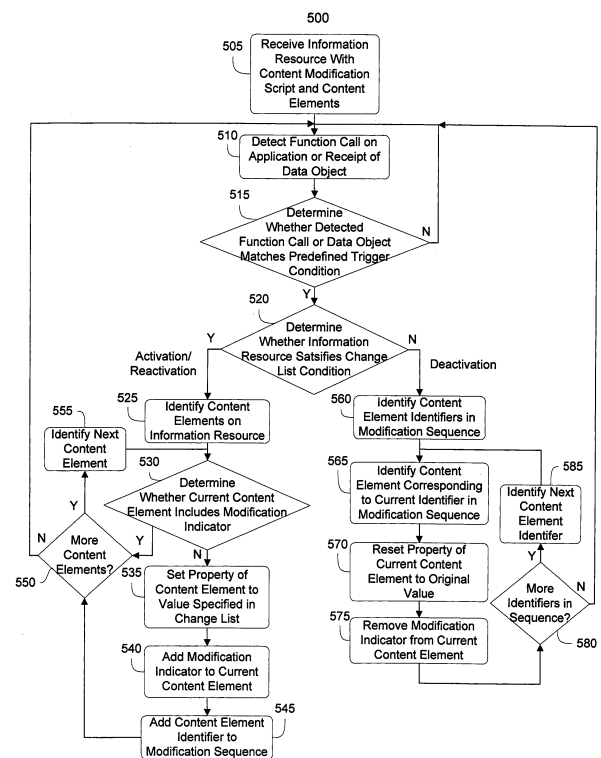 500
505
Receive Information
Resource With
Content Modification
Script and Content
Elements
510
Detect Function Call on
Application or Receipt of
Data Object
515
Determine
Whether Detected
Function Call or Data Object
Matches Predefined Trigger
Condition
N
Y
520
Determine
Whether Information
Resource Satsifies Change
List Condition
Y
N
Activation/
Reactivation
Deactivation
525
Identify Content
Elements on
Information Resource
555
Identify Next
Content
Element
530
Determine
Whether Current Content
Element Includes Modification
Indicator
Y
N
Y
N
More
Content
Elements?
550
535
Set Property of
Content Element to
Value Specified in
Change List
540
Add Modification
Indicator to Current
Content Element
545
Add Content Element
Identifier to
Modification Sequence
560
Identify Content
Element Identifiers in
Modification Sequence
565
Identify Content
Element Corresponding
to Current Identifier in
Modification Sequence
585
Identify Next
Content
Element
Identifer
570
Reset Property of
Current Content
Element to Original
Value
Y
N
More
Identifiers in
Sequence?
580
575
Remove Modification
Indicator from Current
Content Element